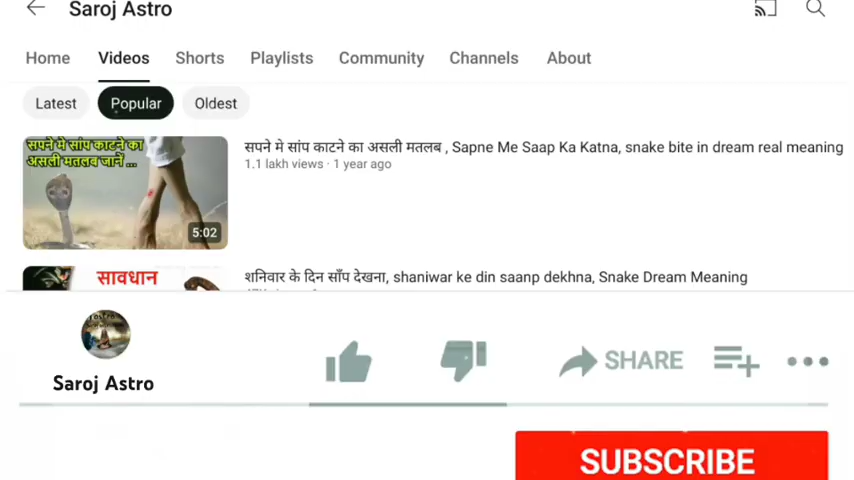 Saroj Astro
Home Videos Shorts Playlists Community Channels About
Latest Popular Oldest
सपने मे सांप काटने का
असली मतलब जानें ...
5:02
सपने मे सांप काटने का असली मतलब , Sapne Me Saap Ka Katna, snake bite in dream real meaning
1.1 lakh views · 1 year ago
सावधान
शनिवार के दिन साँप देखना, shaniwar ke din saanp dekhna, Snake Dream Meaning
Saroj Astro
SHARE
SUBSCRIBE